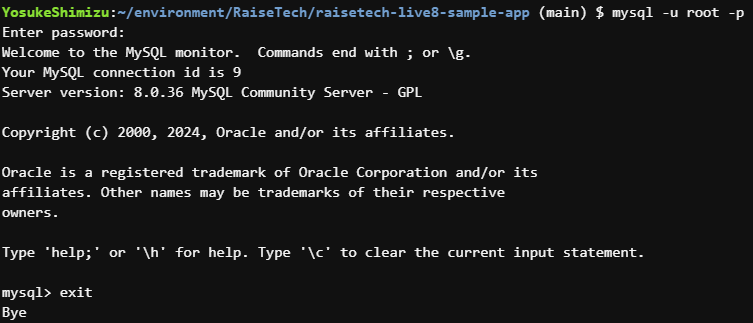 YosukeShimizu:~/environment/RaiseTech/raisetech-live8-sample-app (main) $ mysql -u root -p
Enter password:
Welcome to the MySQL monitor.  Commands end with ; or \g.
Your MySQL connection id is 9
Server version: 8.0.36 MySQL Community Server - GPL

Copyright (c) 2000, 2024, Oracle and/or its affiliates.

Oracle is a registered trademark of Oracle Corporation and/or its
affiliates. Other names may be trademarks of their respective
owners.

Type 'help;' or '\h' for help. Type '\c' to clear the current input statement.

mysql> exit
Bye